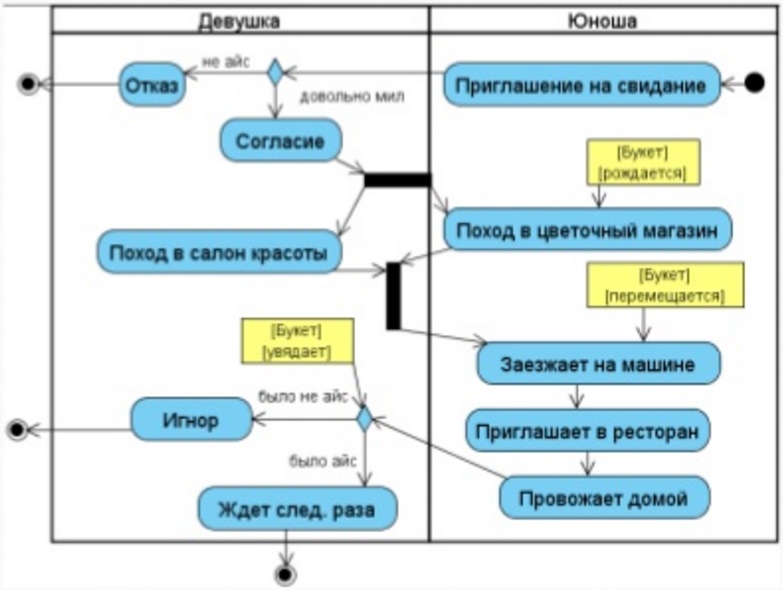 Девушка
Юноша
не айс
Отказ
Приглашение на свидание
довольно мил
Согласие
[Букет]
[рождается]
Поход в цветочный магазин
Поход в салон красоты
[Букет]
[перемещается]
[Букет]
[увядает]
Заезжает на машине
было не айс
Игнор
Приглашает в ресторан
было айс
Провожает домой
Ждет след. раза